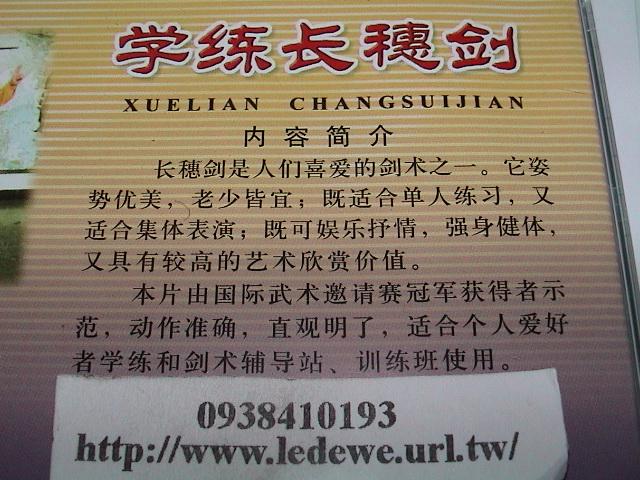 学练长穗剑
XUELIAN CHANGSUIJIAN
内容简介
长穗剑是人们喜爱的剑术之一。它姿
势优美，老少皆宜；既适合单人练习，又
适合集体表演；既可娱乐抒情，强身健体，
又具有较高的艺术欣赏价值。
本片由国际武术邀请赛冠军获得者示
范，动作准确，直观明了，适合个人爱好
者学练和剑术辅导站、训练班使用。
0938410193
http://www.ledewe.url.tw/